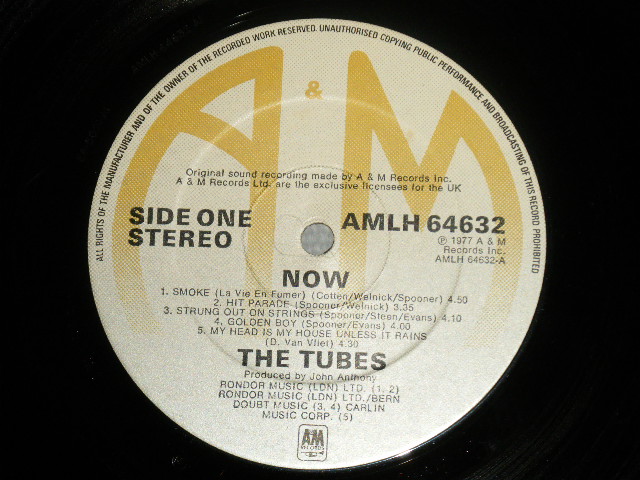 ALL RIGHTS OF THE MANUFACTURER AND OF THE OWNER OF THE RECORDED WORK RESERVED. UNAUTHORISED COPYING PUBLIC PERFORMANCE AND BROADCASTING OF THIS RECORD PROHIBITED
A & M
Original sound recording made by A & M Records Inc.
A & M Records Ltd. are the exclusive licensees for the UK
SIDE ONE AMLH 64632
STEREO
℗ 1977 A & M
Records Inc.
AMLH 64632-A
NOW
1. SMOKE (La Vie En Fumer) (Cotten/Welnick/Spooner) 4.50
2. HIT PARADE (Spooner/Welnick) 3.35
3. STRUNG OUT ON STRINGS (Spooner/Steen/Evans) 4.10
4. GOLDEN BOY (Spooner/Evans) 4.00
5. MY HEAD IS MY HOUSE UNLESS IT RAINS
(D. Van Vliet) 4.30
THE TUBES
Produced by John Anthony
RONDOR MUSIC (LDN) LTD. (1, 2)
RONDOR MUSIC (LDN) LTD./BERN
DOUBT MUSIC (3, 4) CARLIN
MUSIC CORP. (5)
A&M
RECORDS